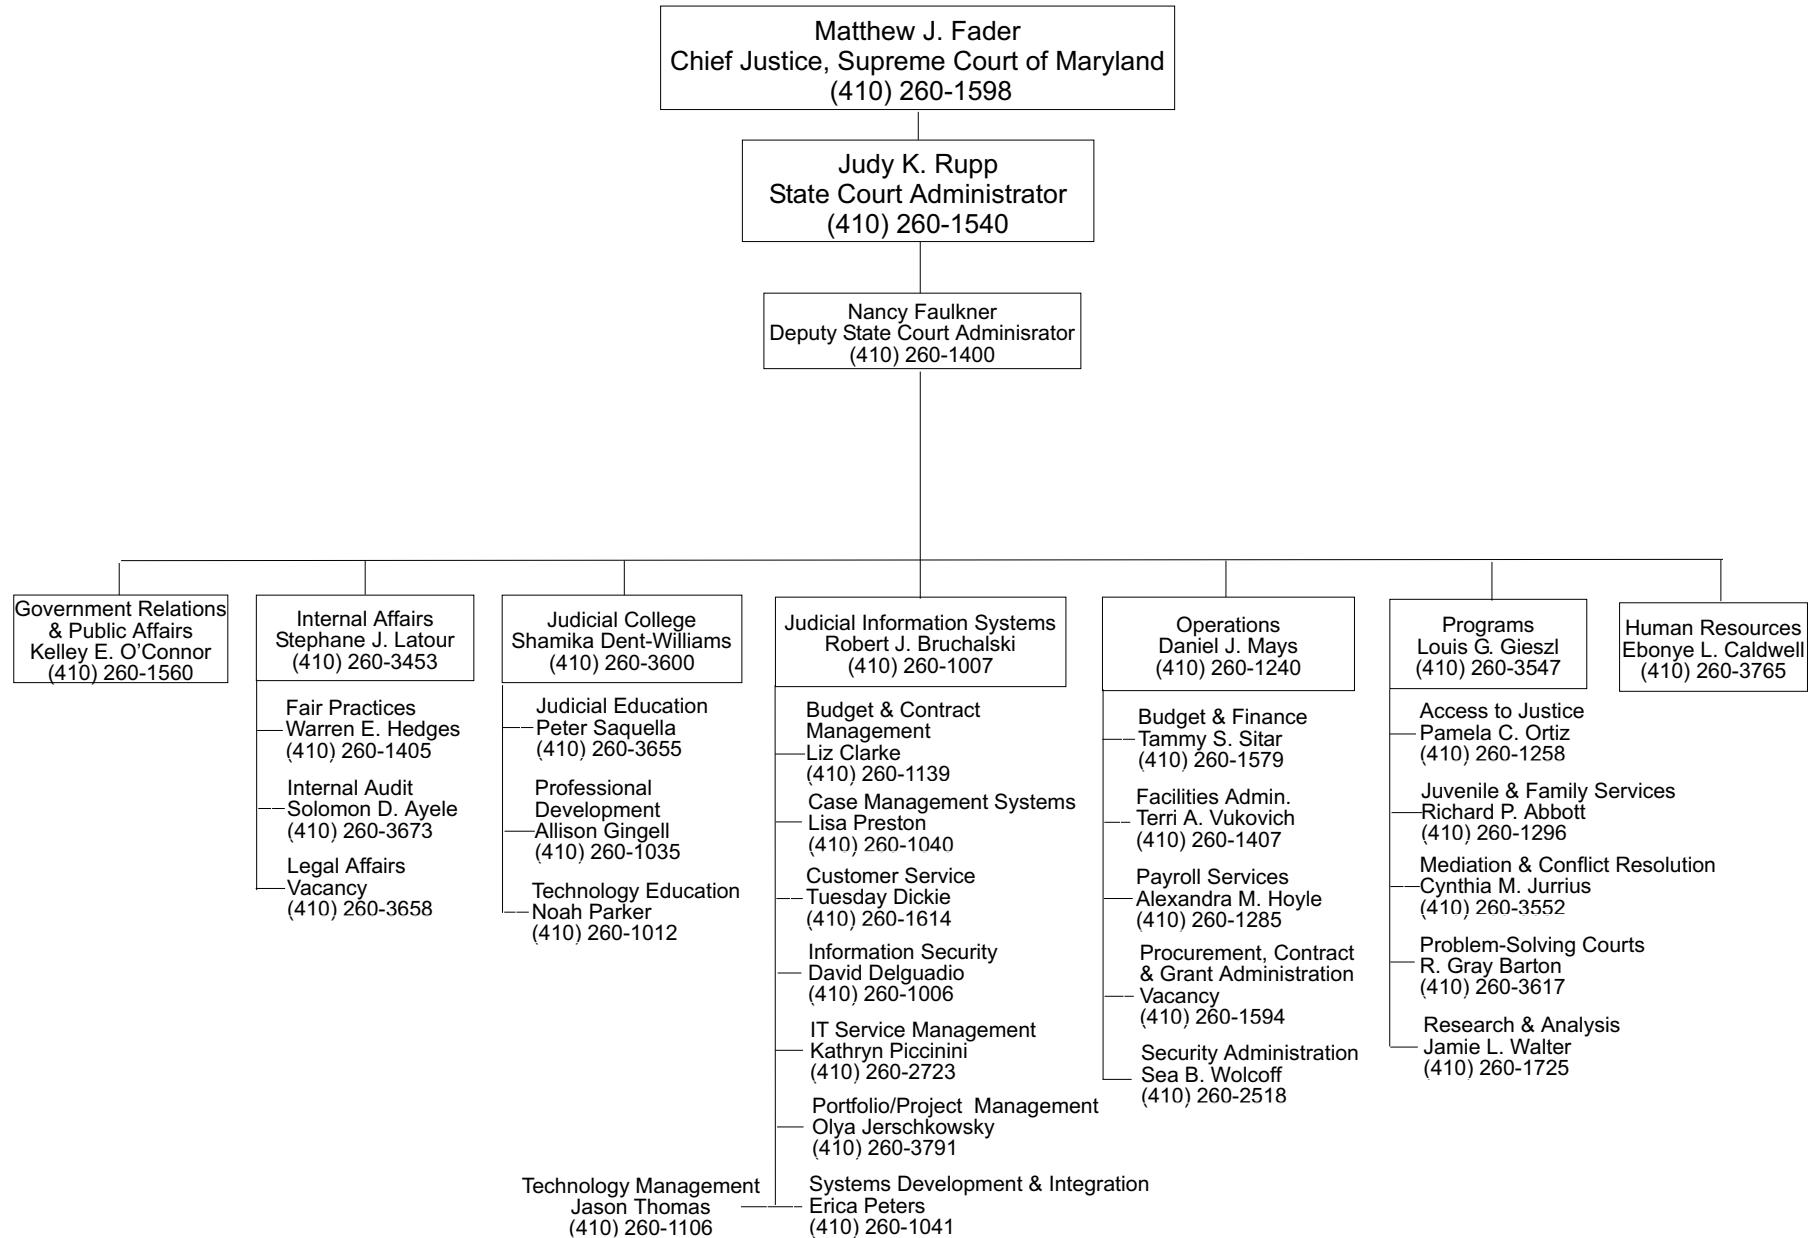 Matthew J. Fader
Chief Justice, Supreme Court of Maryland
(410) 260-1598
Judy K. Rupp
State Court Administrator
(410) 260-1540
Nancy Faulkner
Deputy State Court Adminisrator
(410) 260-1400
Government Relations
& Public Affairs
Kelley E. O’Connor
(410) 260-1560
Internal Affairs
Stephane J. Latour
(410) 260-3453
Fair Practices
Warren E. Hedges
(410) 260-1405
Internal Audit
Solomon D. Ayele
(410) 260-3673
Legal Affairs
Vacancy
(410) 260-3658
Judicial College
Shamika Dent-Williams
(410) 260-3600
Judicial Education
Peter Saquella
(410) 260-3655
Professional
Development
Allison Gingell
(410) 260-1035
Technology Education
Noah Parker
(410) 260-1012
Judicial Information Systems
Robert J. Bruchalski
(410) 260-1007
Budget & Contract
Management
Liz Clarke
(410) 260-1139
Case Management Systems
Lisa Preston
(410) 260-1040
Customer Service
Tuesday Dickie
(410) 260-1614
Information Security
David Delguadio
(410) 260-1006
IT Service Management
Kathryn Piccinini
(410) 260-2723
Portfolio/Project Management
Olya Jerschkowsky
(410) 260-3791
Systems Development & Integration
Erica Peters
(410) 260-1041
Technology Management
Jason Thomas
(410) 260-1106
Operations
Daniel J. Mays
(410) 260-1240
Budget & Finance
Tammy S. Sitar
(410) 260-1579
Facilities Admin.
Terri A. Vukovich
(410) 260-1407
Payroll Services
Alexandra M. Hoyle
(410) 260-1285
Procurement, Contract
& Grant Administration
Vacancy
(410) 260-1594
Security Administration
Sea B. Wolcoff
(410) 260-2518
Programs
Louis G. Gieszl
(410) 260-3547
Access to Justice
Pamela C. Ortiz
(410) 260-1258
Juvenile & Family Services
Richard P. Abbott
(410) 260-1296
Mediation & Conflict Resolution
Cynthia M. Jurrius
(410) 260-3552
Problem-Solving Courts
R. Gray Barton
(410) 260-3617
Research & Analysis
Jamie L. Walter
(410) 260-1725
Human Resources
Ebonye L. Caldwell
(410) 260-3765